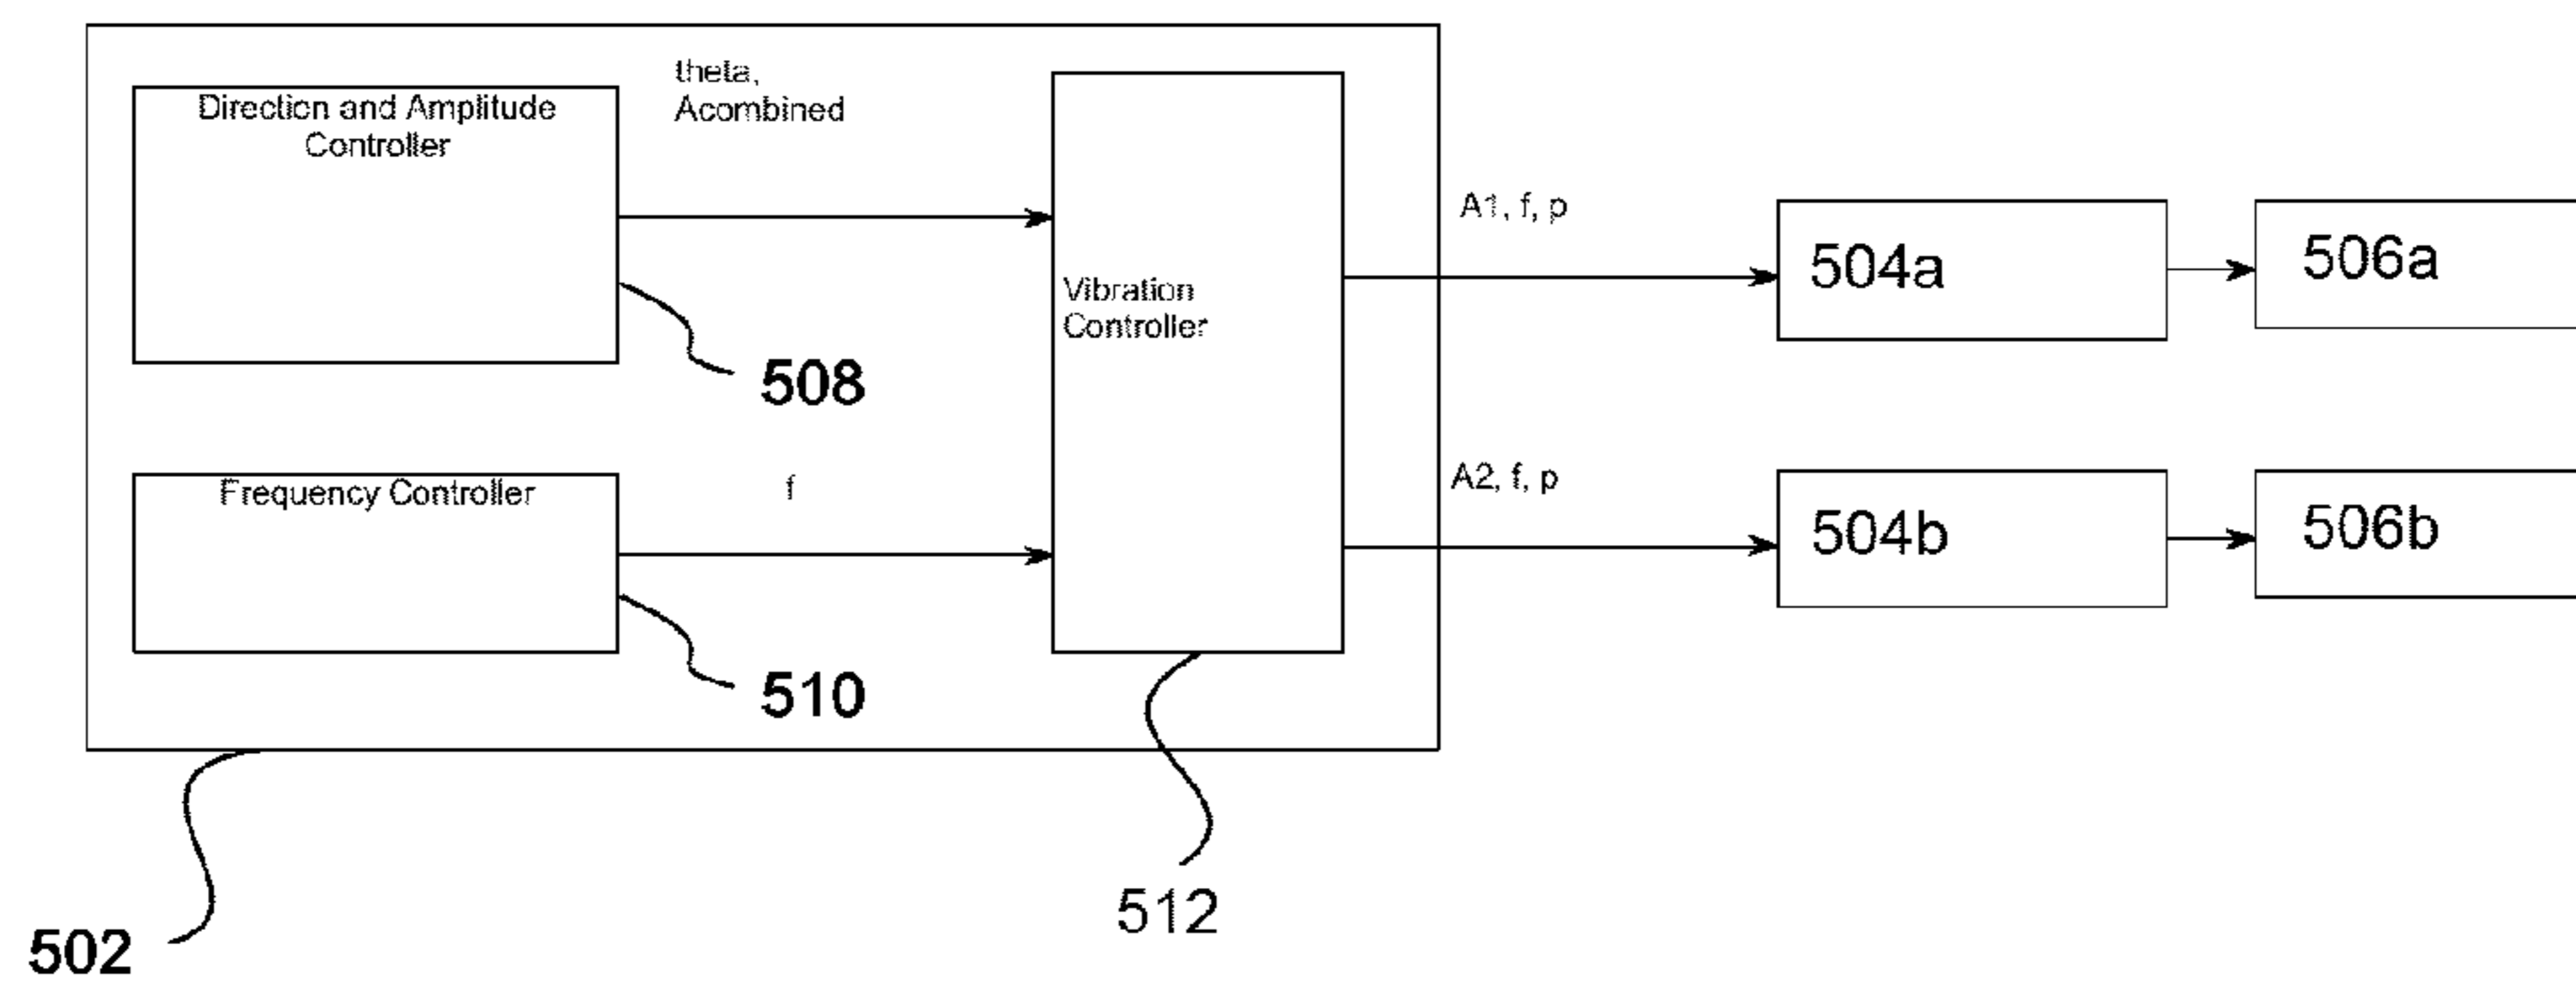 Direction and Amplitude
Controller
theta,
Acombined
508
Frequency Controller
f
510
Vibration
Controller
A1, f, p
504a
506a
A2, f, p
504b
506b
502
512